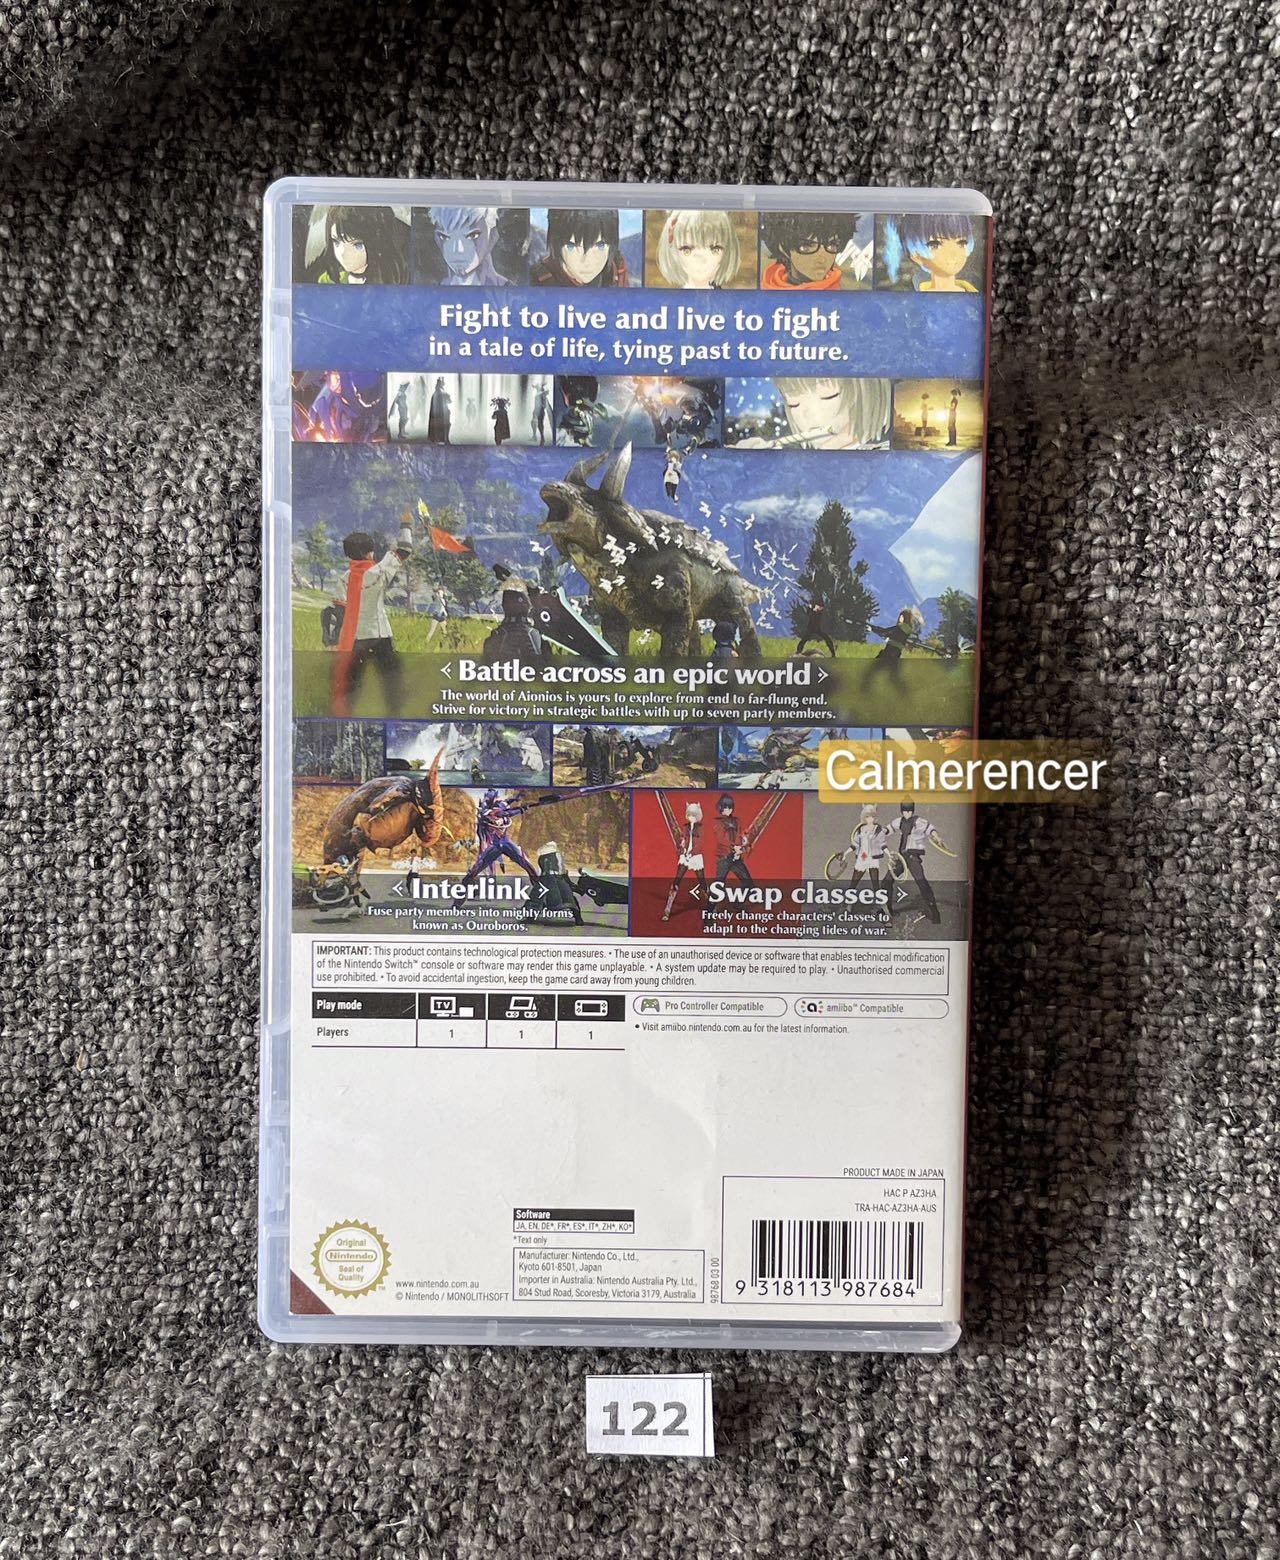 Fight to live and live to fight
in a tale of life, tying past to future.
Battle across an epic world
The world of Aionios is yours to explore from end to far-flung end.
Strive for victory in strategic battles with up to seven party members.
Calmerencer
Interlink
Fuse party members into mighty forms
known as Ouroboros.
Swap classes
Freely change characters' classes to
adapt to the changing tides of war.
IMPORTANT: This product contains technological protection measures. • The use of an unauthorised device or software that enables technical modification
of the Nintendo Switch™ console or software may render this game unplayable. • A system update may be required to play. • Unauthorised commercial
use prohibited. • To avoid accidental ingestion, keep the game card away from young children.
Play mode TV
Players 1 1 1
Pro Controller Compatible
amiibo™ Compatible
• Visit amiibo.nintendo.com.au for the latest information.
PRODUCT MADE IN JAPAN
HAC P AZ3HA
TRA-HAC-AZ3HA-AUS
9 318113 987684
98768 03 00
Software
JA, EN, DE*, FR*, ES*, IT*, ZH*, KO*
*Text only
Manufacturer: Nintendo Co., Ltd.,
Kyoto 601-8501, Japan
Importer in Australia: Nintendo Australia Pty. Ltd.,
804 Stud Road, Scoresby, Victoria 3179, Australia
Original
Nintendo
Seal of
Quality
TM
www.nintendo.com.au
© Nintendo / MONOLITHSOFT
122